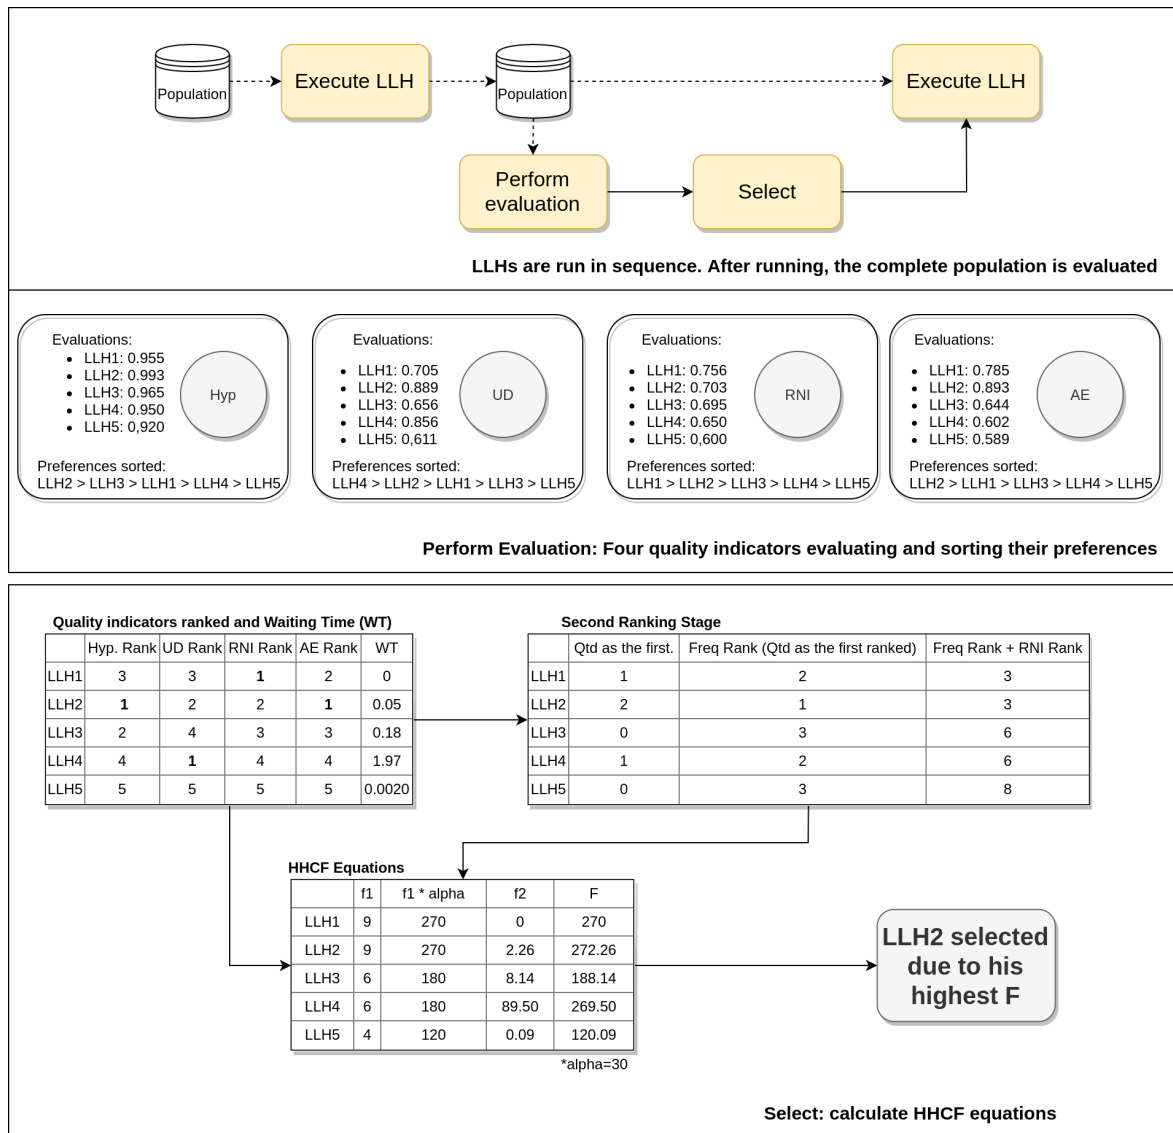 Population
Execute LLH
Population
Execute LLH
Perform
evaluation
Select
LLHs are run in sequence. After running, the complete population is evaluated
Evaluations:
LLH1: 0.955
LLH2: 0.993
LLH3: 0.965
LLH4: 0.950
LLH5: 0,920
Hyp
Preferences sorted:
LLH2 > LLH3 > LLH1 > LLH4 > LLH5
Evaluations:
LLH1: 0.705
LLH2: 0.889
LLH3: 0.656
LLH4: 0.856
LLH5: 0,611
UD
Preferences sorted:
LLH4 > LLH2 > LLH1 > LLH3 > LLH5
Evaluations:
LLH1: 0.756
LLH2: 0.703
LLH3: 0.695
LLH4: 0.650
LLH5: 0,600
RNI
Preferences sorted:
LLH1 > LLH2 > LLH3 > LLH4 > LLH5
Evaluations:
LLH1: 0.785
LLH2: 0.893
LLH3: 0.644
LLH4: 0.602
LLH5: 0.589
AE
Preferences sorted:
LLH2 > LLH1 > LLH3 > LLH4 > LLH5
Perform Evaluation: Four quality indicators evaluating and sorting their preferences
Quality indicators ranked and Waiting Time (WT)
Hyp. Rank UD Rank RNI Rank AE Rank WT
LLH1 3 3 1 2 0
LLH2 1 2 2 1 0.05
LLH3 2 4 3 3 0.18
LLH4 4 1 4 4 1.97
LLH5 5 5 5 5 0.0020
Second Ranking Stage
Qtd as the first. Freq Rank (Qtd as the first ranked) Freq Rank + RNI Rank
LLH1 1 2 3
LLH2 2 1 3
LLH3 0 3 6
LLH4 1 2 6
LLH5 0 3 8
HHCF Equations
f1 f1 * alpha f2 F
LLH1 9 270 0 270
LLH2 9 270 2.26 272.26
LLH3 6 180 8.14 188.14
LLH4 6 180 89.50 269.50
LLH5 4 120 0.09 120.09
*alpha=30
LLH2 selected
due to his
highest F
Select: calculate HHCF equations